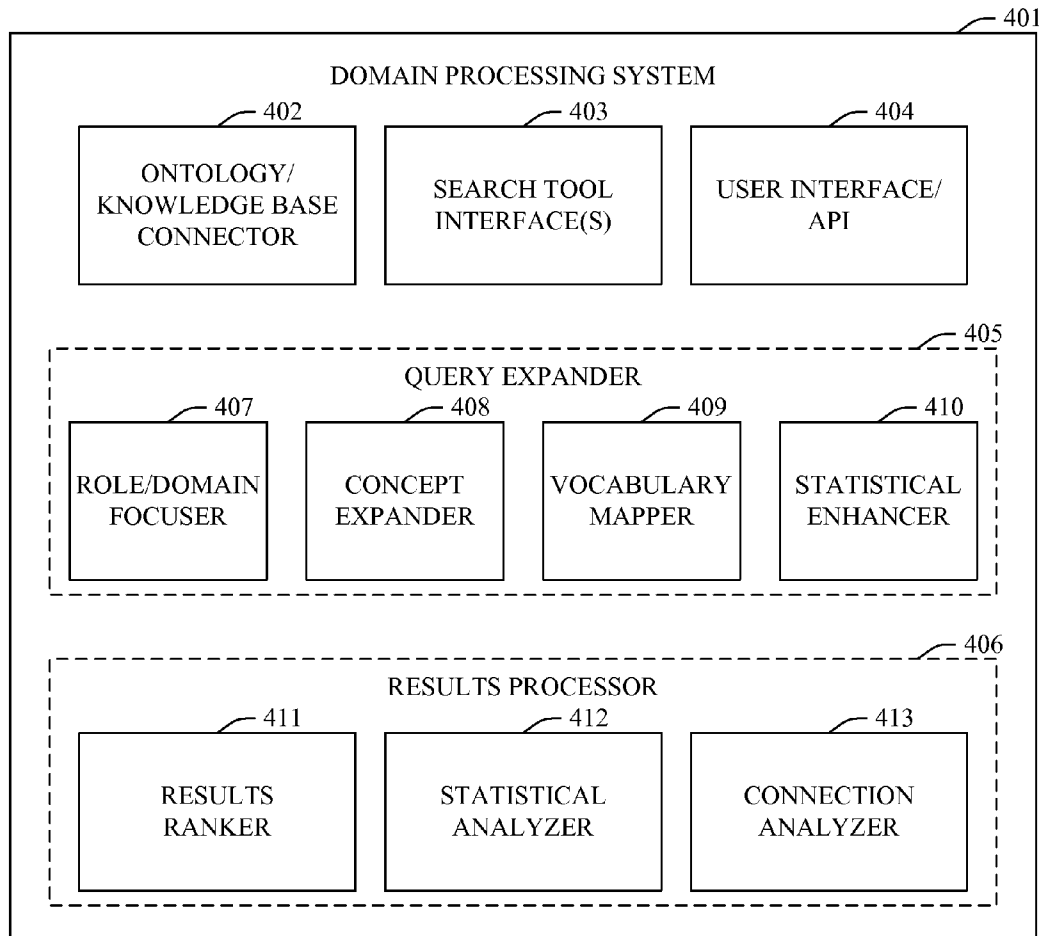 401
DOMAIN PROCESSING SYSTEM
402
403
404
ONTOLOGY/
KNOWLEDGE BASE
CONNECTOR
SEARCH TOOL
INTERFACE(S)
USER INTERFACE/
API
405
QUERY EXPANDER
407
408
409
410
ROLE/DOMAIN
FOCUSER
CONCEPT
EXPANDER
VOCABULARY
MAPPER
STATISTICAL
ENHANCER
406
RESULTS PROCESSOR
411
412
413
RESULTS
RANKER
STATISTICAL
ANALYZER
CONNECTION
ANALYZER